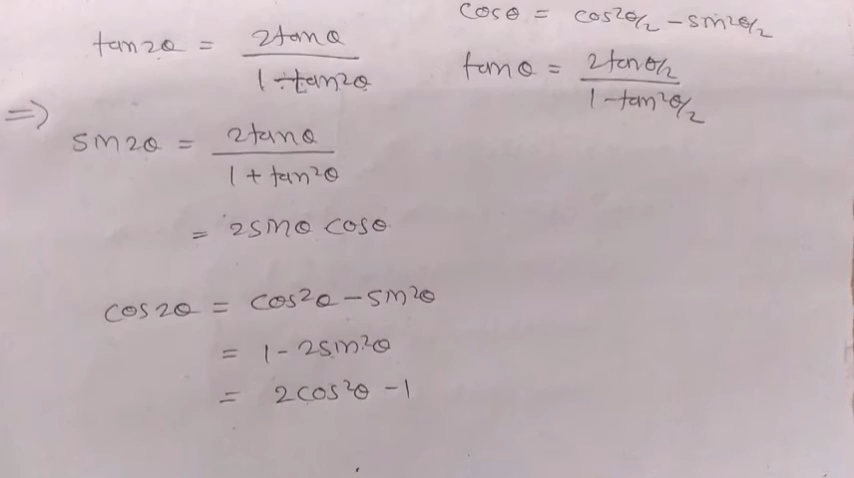 tan2θ = 2tanθ / 1-tan2θ
⇒ sin2θ = 2tanθ / 1+tan²θ
= 2sinθ cosθ
cos2θ = cos²θ - sin²θ
= 1 - 2sin²θ
= 2cos²θ - 1
cosθ = cos²θ/2 - sin²θ/2
tanθ = 2tanθ/2 / 1-tan²θ/2